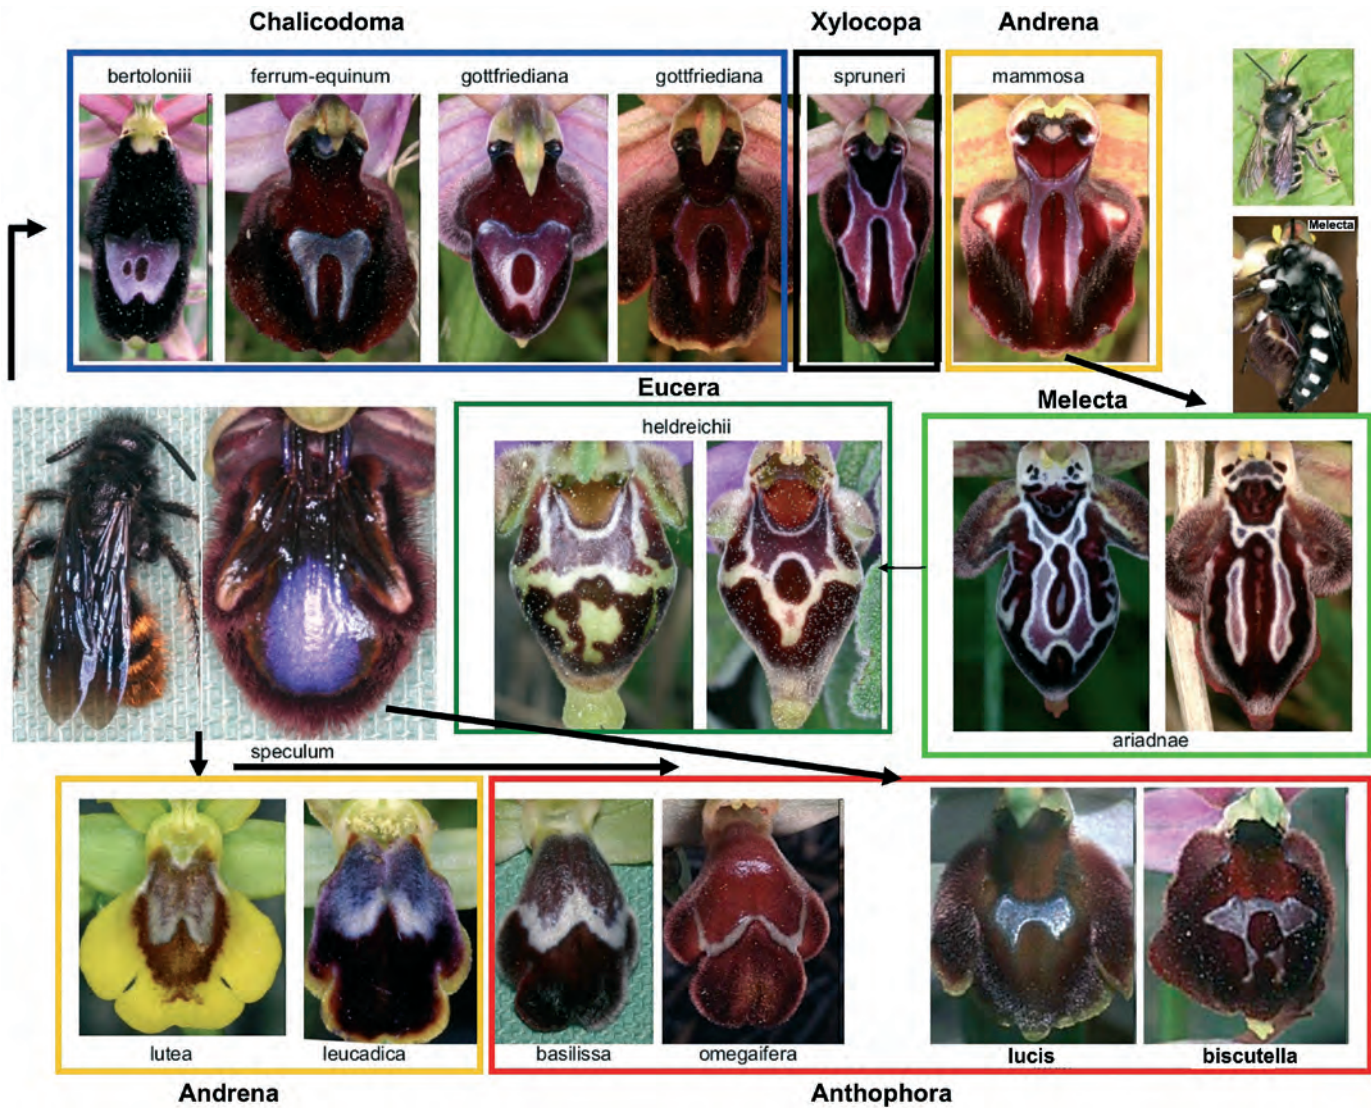 Chalicodoma
Xylocopa
Andrena
bertoloniii
ferrum-equinum
gottfriediana
gottfriediana
spruneri
mammosa
Melecta
Eucera
Melecta
heldreichii
ariadnae
speculum
lutea
leucadica
basilissa
omegaifera
lucis
biscutella
Andrena
Anthophora